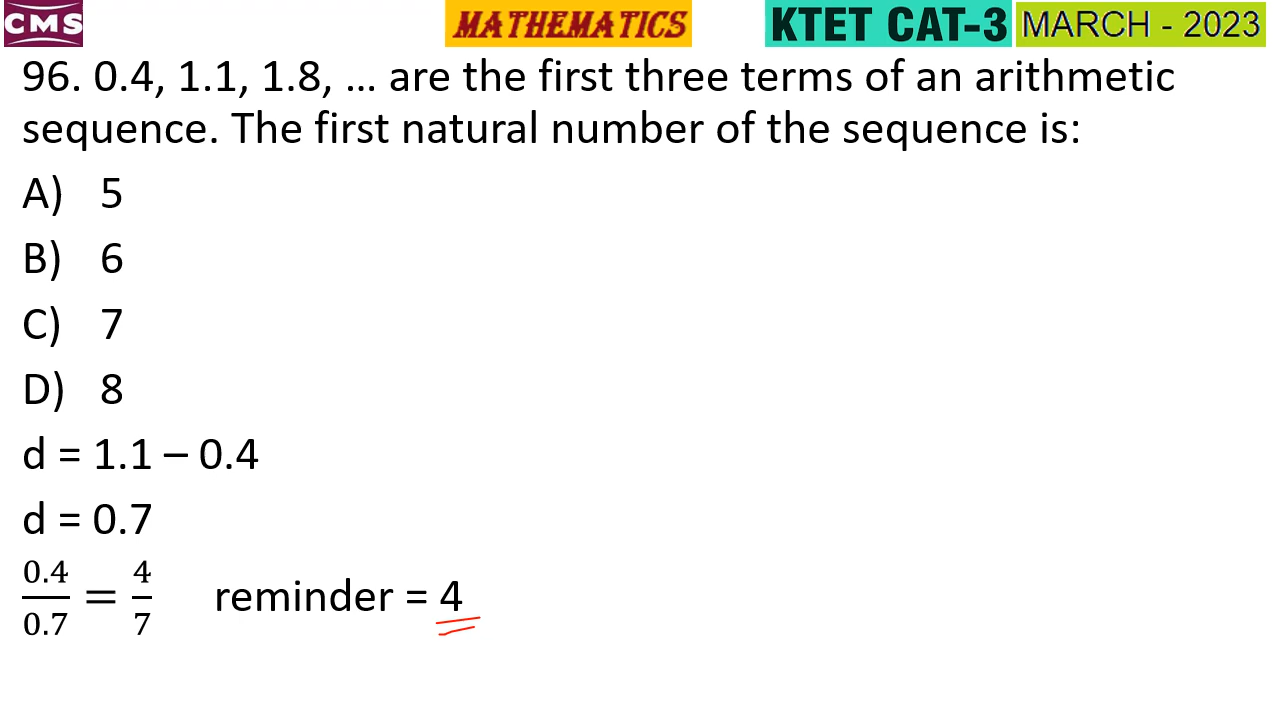 CMS
MATHEMATICS
KTET CAT-3
MARCH - 2023
96. 0.4, 1.1, 1.8, ... are the first three terms of an arithmetic
sequence. The first natural number of the sequence is:
A) 5
B) 6
C) 7
D) 8
d = 1.1 – 0.4
d = 0.7
0.4/0.7 = 4/7 reminder = 4